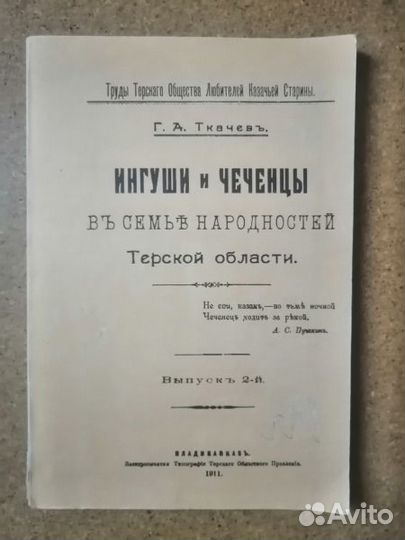 Труды Терскаго Общества Любителей Казачьей Старины.
Г. А. Ткачевъ.
ИНГУШИ и ЧЕЧЕНЦЫ
ВЪ СЕМЬѢ НАРОДНОСТЕЙ
Терской области.
Не спи, казакъ,—во тьмѣ ночной
Чеченецъ ходитъ за рѣкой.
А. С. Пушкинъ.
Выпускъ 2-й.
ВЛАДИКАВКАЗЪ.
Электропечатня Типографіи Терскаго Областного Правленія.
1911.
Avito